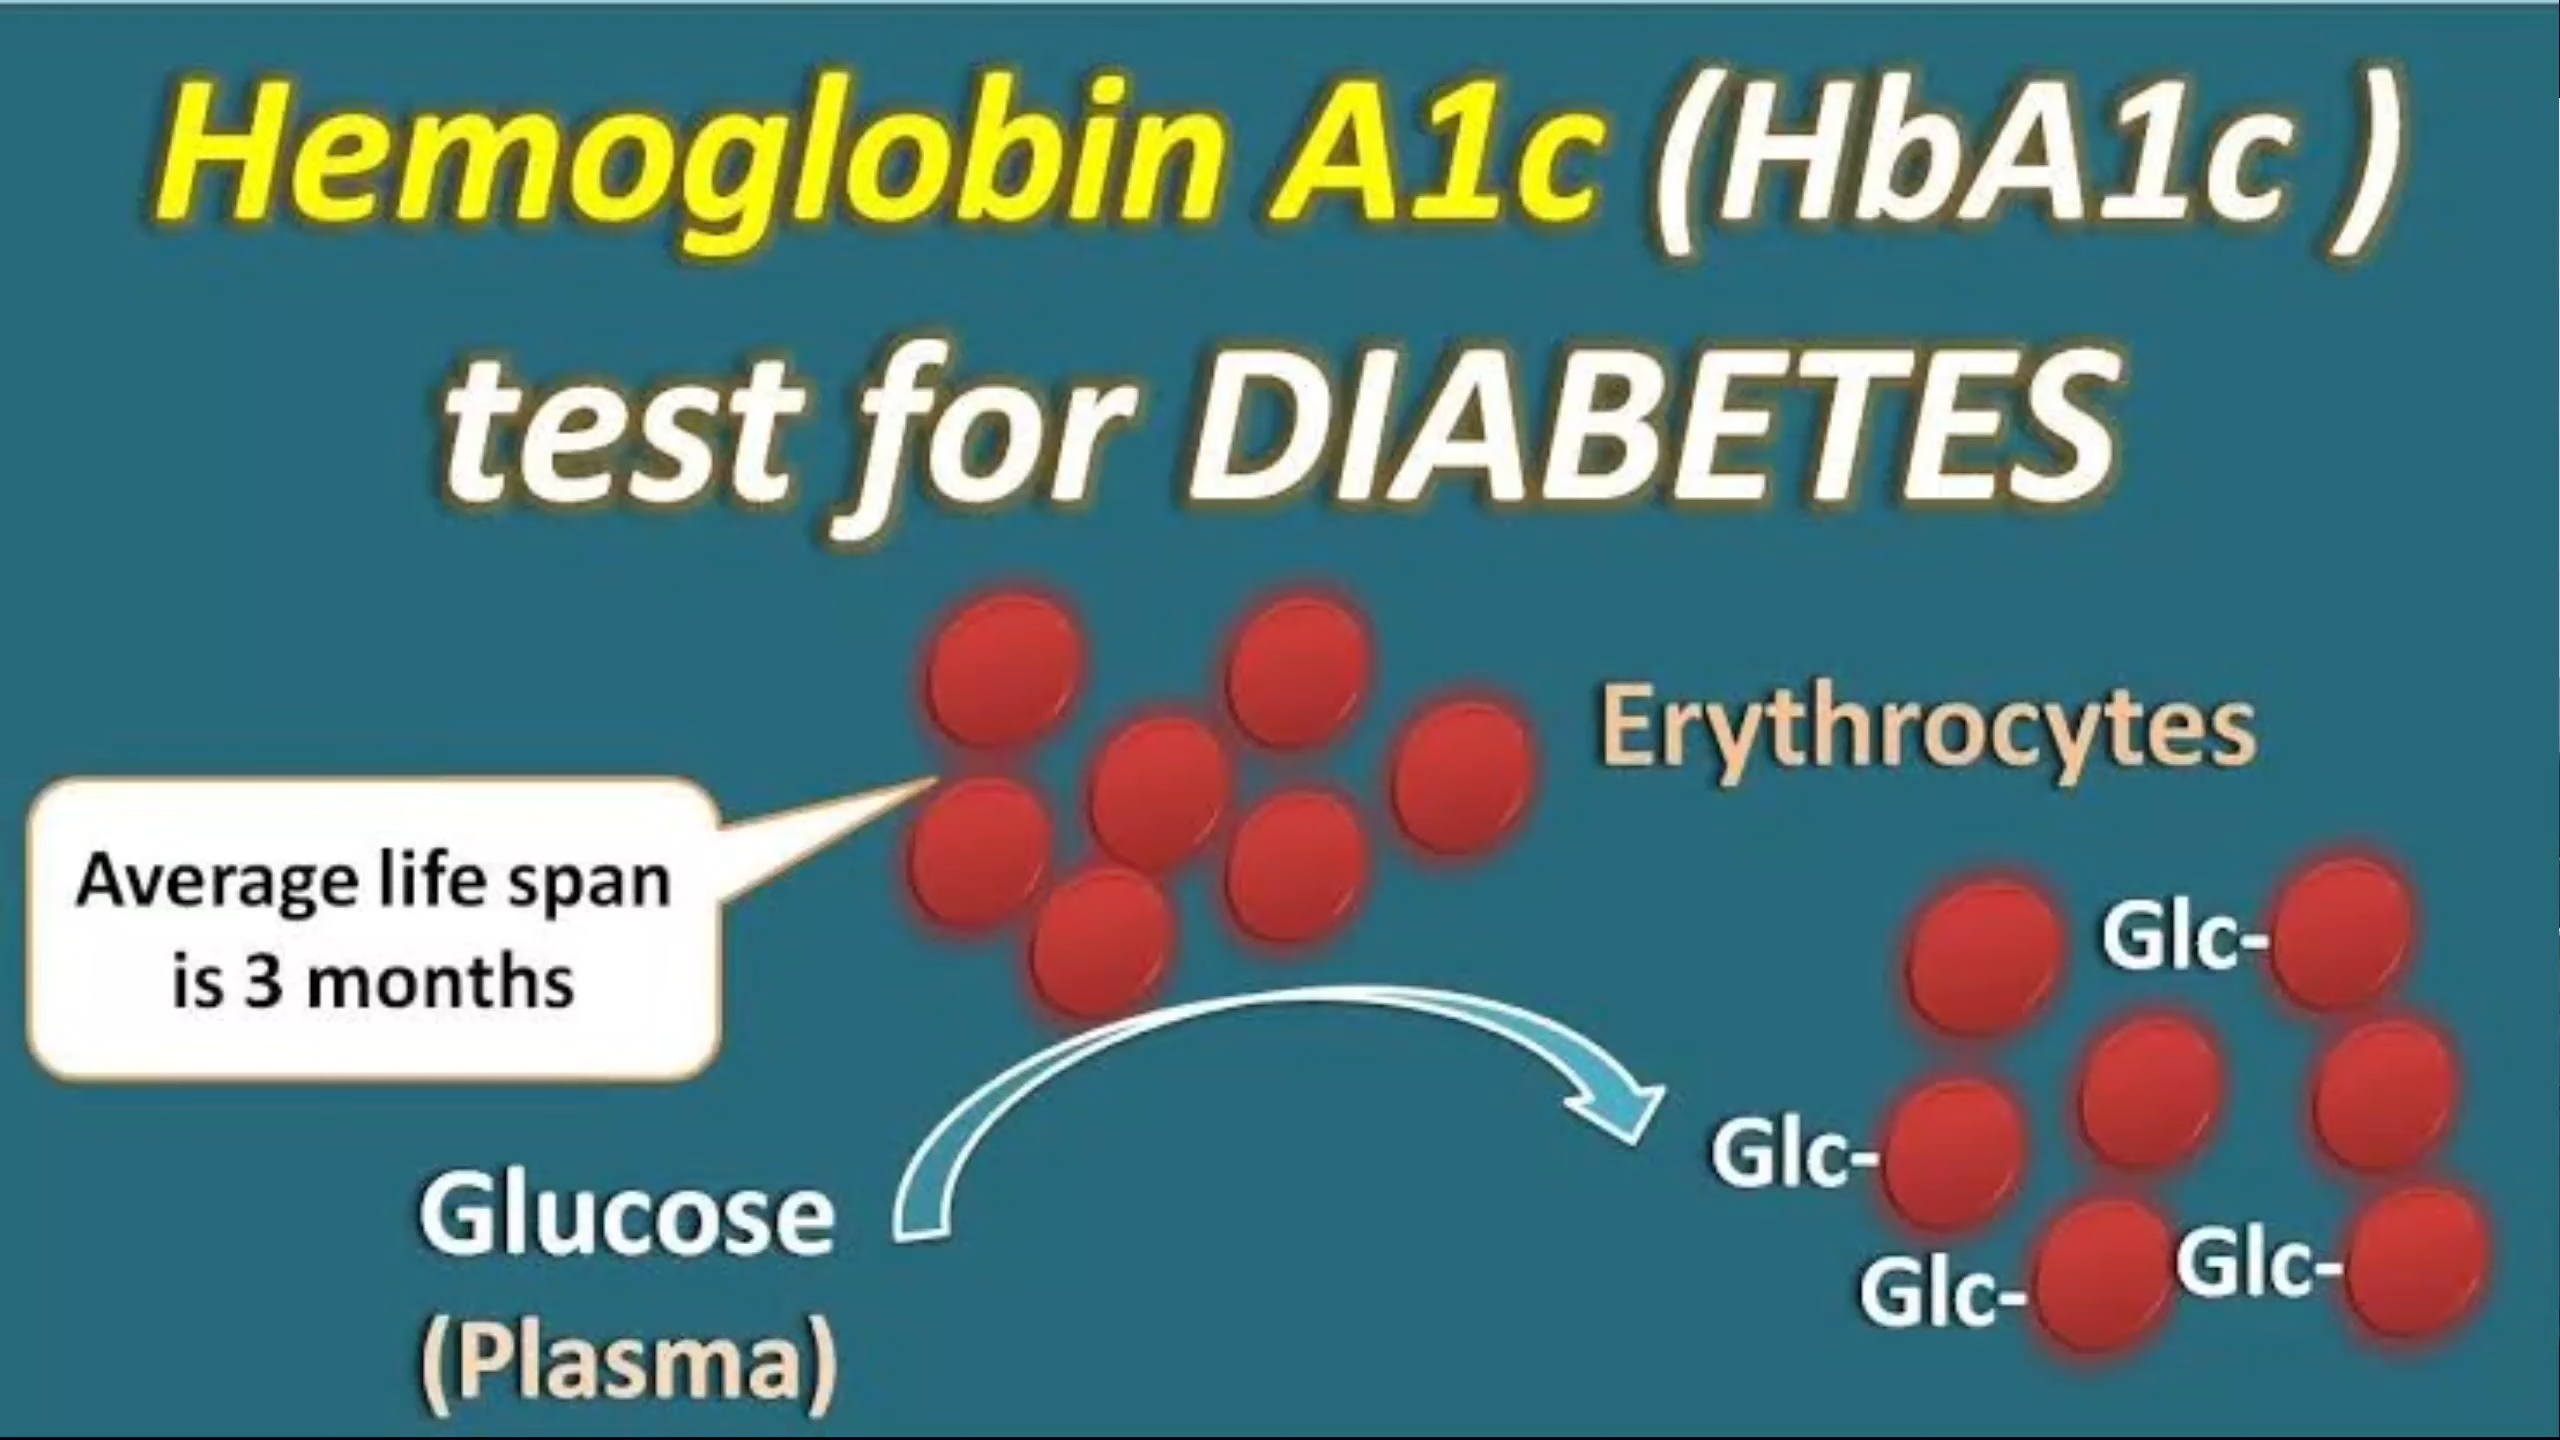 Hemoglobin A1c (HbA1c )
test for DIABETES
Erythrocytes
Average life span
is 3 months
Glc-
Glc-
Glucose
Glc-
Glc-
(Plasma)